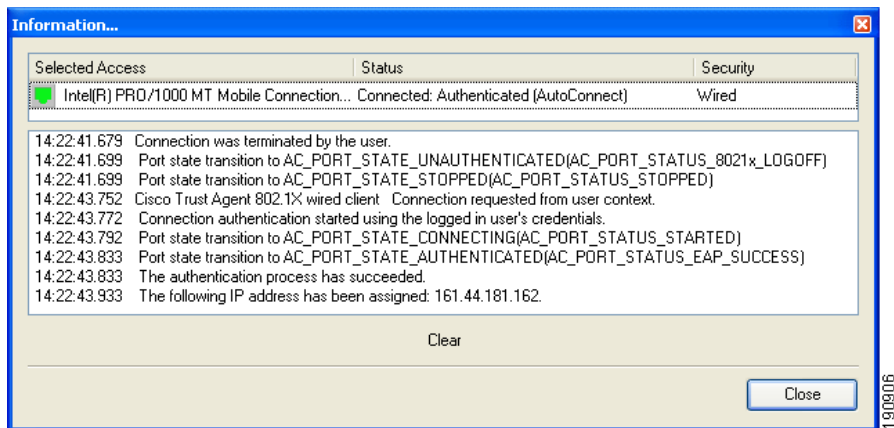 Information...
Selected Access Status Security
Intel(R) PRO/1000 MT Mobile Connection... Connected: Authenticated (AutoConnect) Wired
14:22:41.679 Connection was terminated by the user.
14:22:41.699 Port state transition to AC_PORT_STATE_UNAUTHENTICATED(AC_PORT_STATUS_8021x_LOGOFF)
14:22:41.699 Port state transition to AC_PORT_STATE_STOPPED(AC_PORT_STATUS_STOPPED)
14:22:43.752 Cisco Trust Agent 802.1X wired client Connection requested from user context.
14:22:43.772 Connection authentication started using the logged in user's credentials.
14:22:43.792 Port state transition to AC_PORT_STATE_CONNECTING(AC_PORT_STATUS_STARTED)
14:22:43.833 Port state transition to AC_PORT_STATE_AUTHENTICATED(AC_PORT_STATUS_EAP_SUCCESS)
14:22:43.833 The authentication process has succeeded.
14:22:43.933 The following IP address has been assigned: 161.44.181.162.
Clear
Close
190906